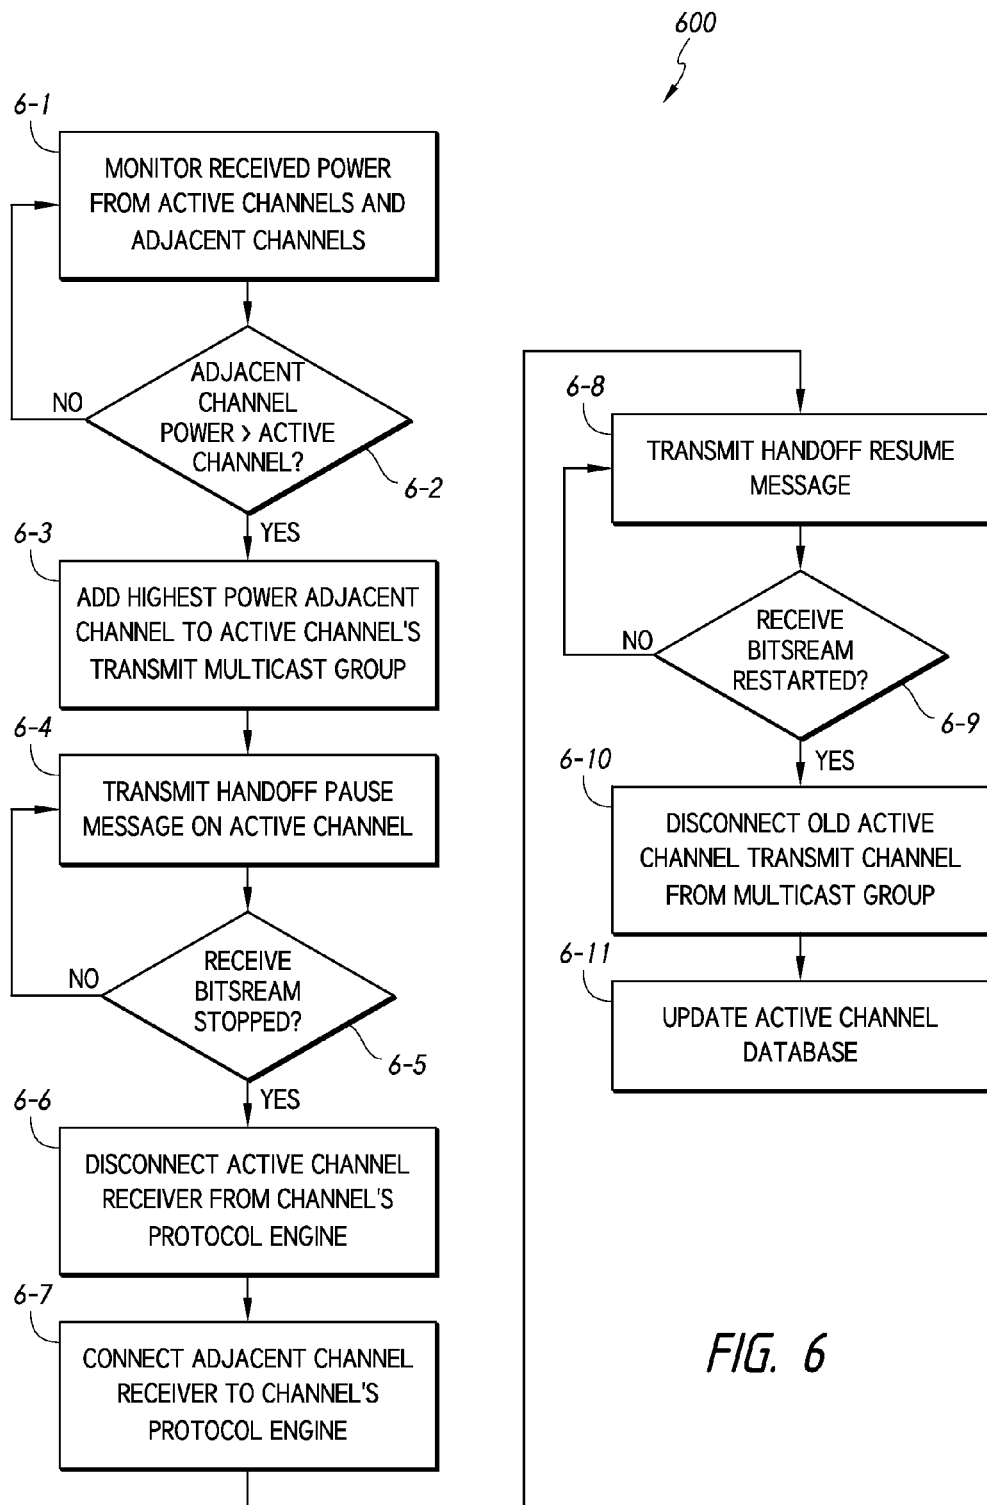 600
6-1
MONITOR RECEIVED POWER
FROM ACTIVE CHANNELS AND
ADJACENT CHANNELS
ADJACENT
CHANNEL
POWER > ACTIVE
CHANNEL?
NO
6-2
YES
6-3
ADD HIGHEST POWER ADJACENT
CHANNEL TO ACTIVE CHANNEL'S
TRANSMIT MULTICAST GROUP
6-4
TRANSMIT HANDOFF PAUSE
MESSAGE ON ACTIVE CHANNEL
NO
RECEIVE
BITSREAM
STOPPED?
6-5
YES
6-6
DISCONNECT ACTIVE CHANNEL
RECEIVER FROM CHANNEL'S
PROTOCOL ENGINE
6-7
CONNECT ADJACENT CHANNEL
RECEIVER TO CHANNEL'S
PROTOCOL ENGINE
6-8
TRANSMIT HANDOFF RESUME
MESSAGE
NO
RECEIVE
BITSREAM
RESTARTED?
6-9
YES
6-10
DISCONNECT OLD ACTIVE
CHANNEL TRANSMIT CHANNEL
FROM MULTICAST GROUP
6-11
UPDATE ACTIVE CHANNEL
DATABASE
FIG. 6